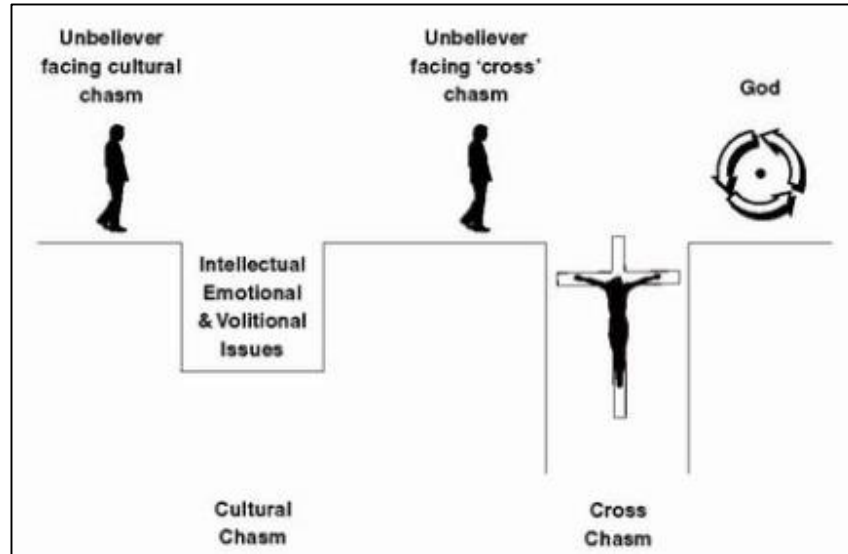 Unbeliever
facing cultural
chasm
Unbeliever
facing ‘cross’
chasm
God
Intellectual
Emotional
& Volitional
Issues
Cultural
Chasm
Cross
Chasm